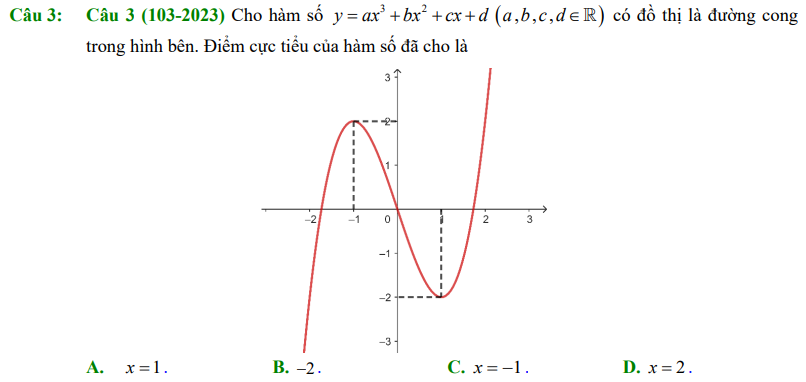 Câu 3: Câu 3 (103-2023) Cho hàm số y = ax³ + bx² + cx + d (a, b, c, d ∈ ℝ) có đồ thị là đường cong
trong hình bên. Điểm cực tiểu của hàm số đã cho là
3
2
1
-2 -1 0 1 2 3
-1
-2
-3
A. x = 1. B. -2. C. x = -1. D. x = 2.